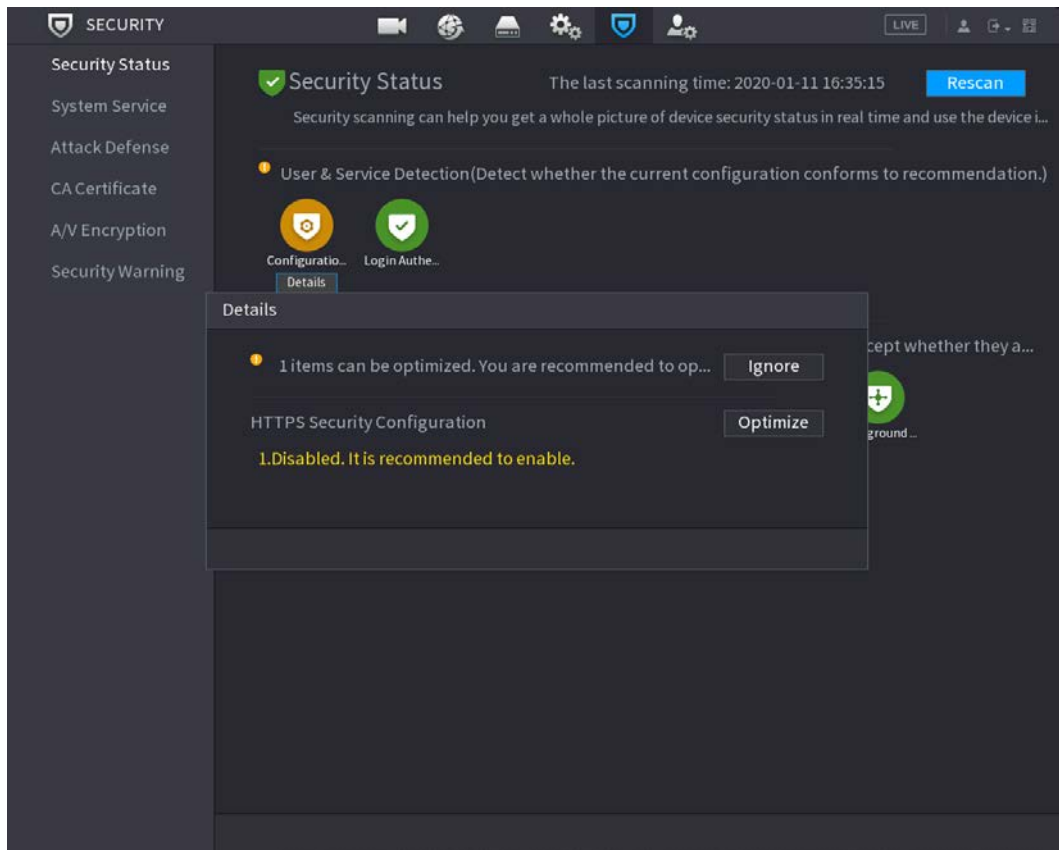 SECURITY
LIVE
Security Status
System Service
Attack Defense
CA Certificate
A/V Encryption
Security Warning
Security Status
The last scanning time: 2020-01-11 16:35:15
Rescan
Security scanning can help you get a whole picture of device security status in real time and use the device i...
User & Service Detection(Detect whether the current configuration conforms to recommendation.)
Configuratio...
Login Authe...
Details
cept whether they a...
ground ...
Details
1 items can be optimized. You are recommended to op...
Ignore
HTTPS Security Configuration
Optimize
1.Disabled. It is recommended to enable.